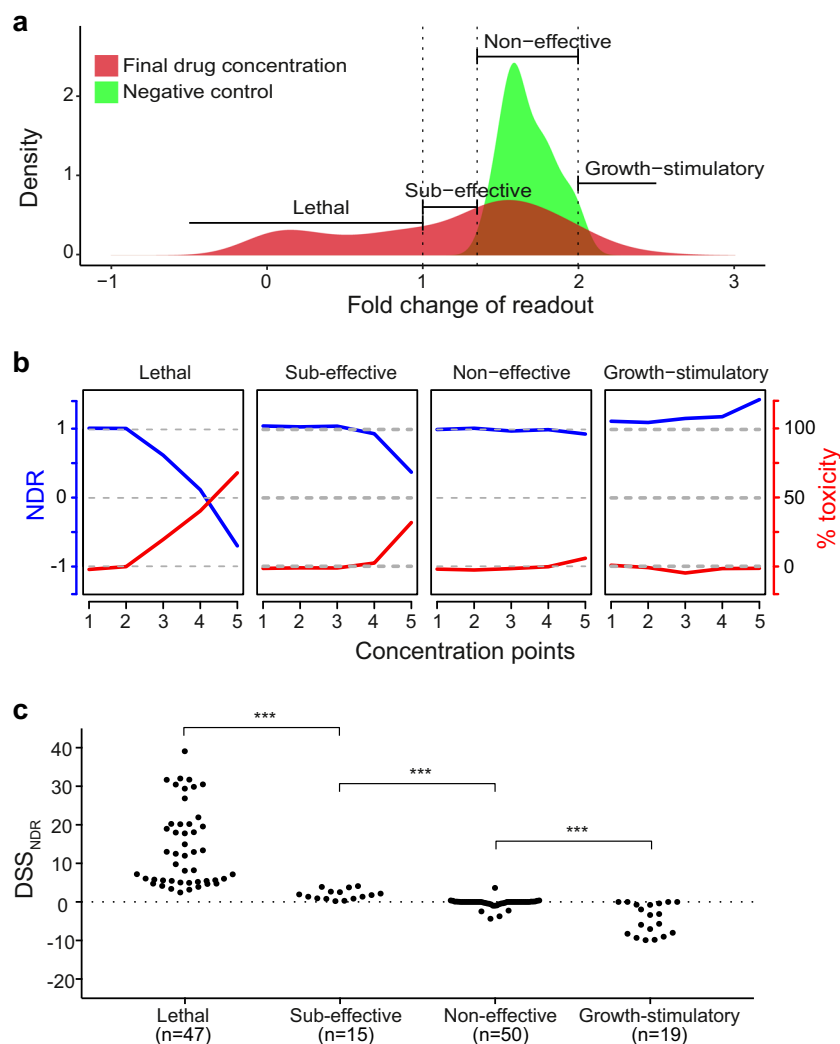 a
Non−effective
Final drug concentration
Negative control
Growth−stimulatory
Sub−effective
Lethal
Density
2
1
0
−1
0
1
2
3
Fold change of readout
b
Lethal
Sub−effective
Non−effective
Growth−stimulatory
NDR
1
0
-1
100
50
0
% toxicity
1 2 3 4 5
1 2 3 4 5
1 2 3 4 5
1 2 3 4 5
Concentration points
c
***
***
***
DSSNDR
40
30
20
10
0
-10
-20
Lethal
(n=47)
Sub-effective
(n=15)
Non-effective
(n=50)
Growth-stimulatory
(n=19)